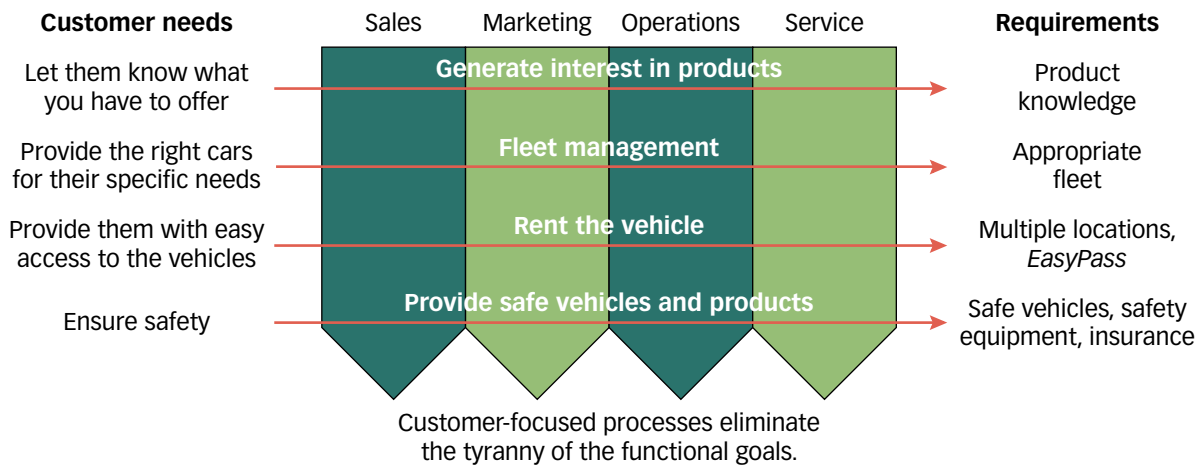 Customer needs
Sales
Marketing
Operations
Service
Requirements
Let them know what
you have to offer
Generate interest in products
Product
knowledge
Provide the right cars
for their specific needs
Fleet management
Appropriate
fleet
Provide them with easy
access to the vehicles
Rent the vehicle
Multiple locations,
EasyPass
Ensure safety
Provide safe vehicles and products
Safe vehicles, safety
equipment, insurance
Customer-focused processes eliminate
the tyranny of the functional goals.